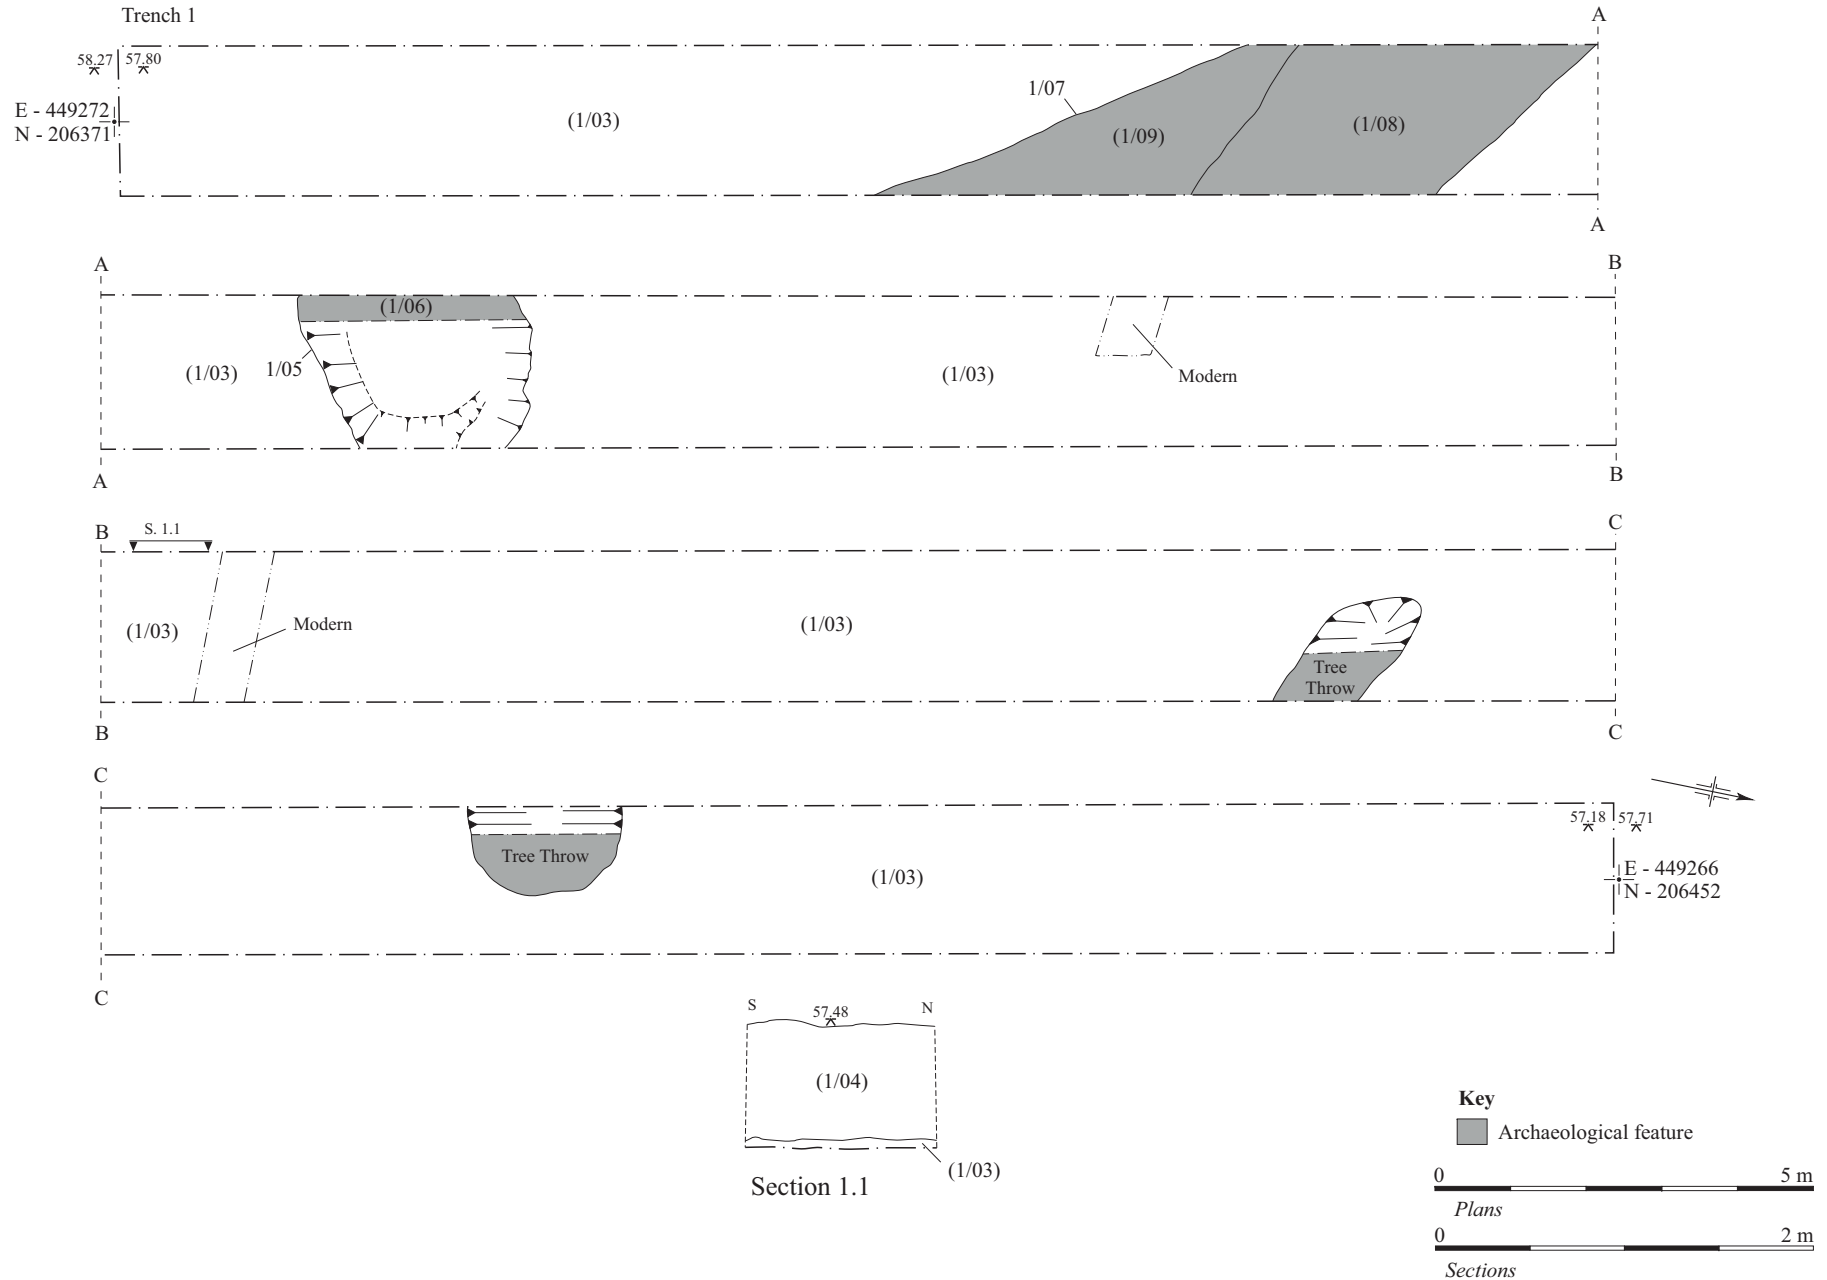 Trench 1
A
58.27 57.80
E - 449272
N - 206371
(1/03)
1/07
(1/09)
(1/08)
A
A
B
(1/06)
(1/03)
1/05
(1/03)
Modern
A
B
B
S. 1.1
C
(1/03)
Modern
(1/03)
Tree
Throw
B
C
C
57.18 57.71
Tree Throw
(1/03)
E - 449266
N - 206452
C
S
57.48
N
(1/04)
(1/03)
Section 1.1
Key
Archaeological feature
0 5 m
Plans
0 2 m
Sections